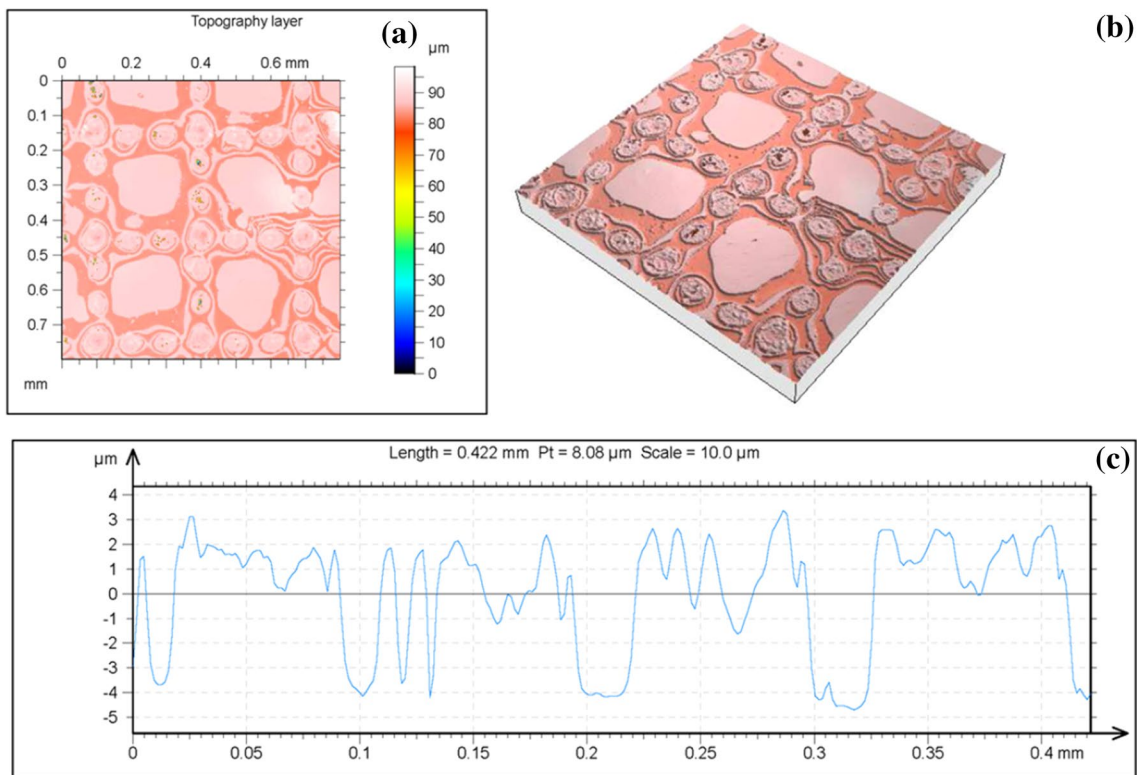 Topography layer
(a)
0 0.2 0.4 0.6 mm
µm
0
0.1
0.2
0.3
0.4
0.5
0.6
0.7
mm
90
80
70
60
50
40
30
20
10
0
(b)
Length = 0.422 mm Pt = 8.08 µm Scale = 10.0 µm
(c)
µm
4
3
2
1
0
-1
-2
-3
-4
-5
0 0.05 0.1 0.15 0.2 0.25 0.3 0.35 0.4 mm